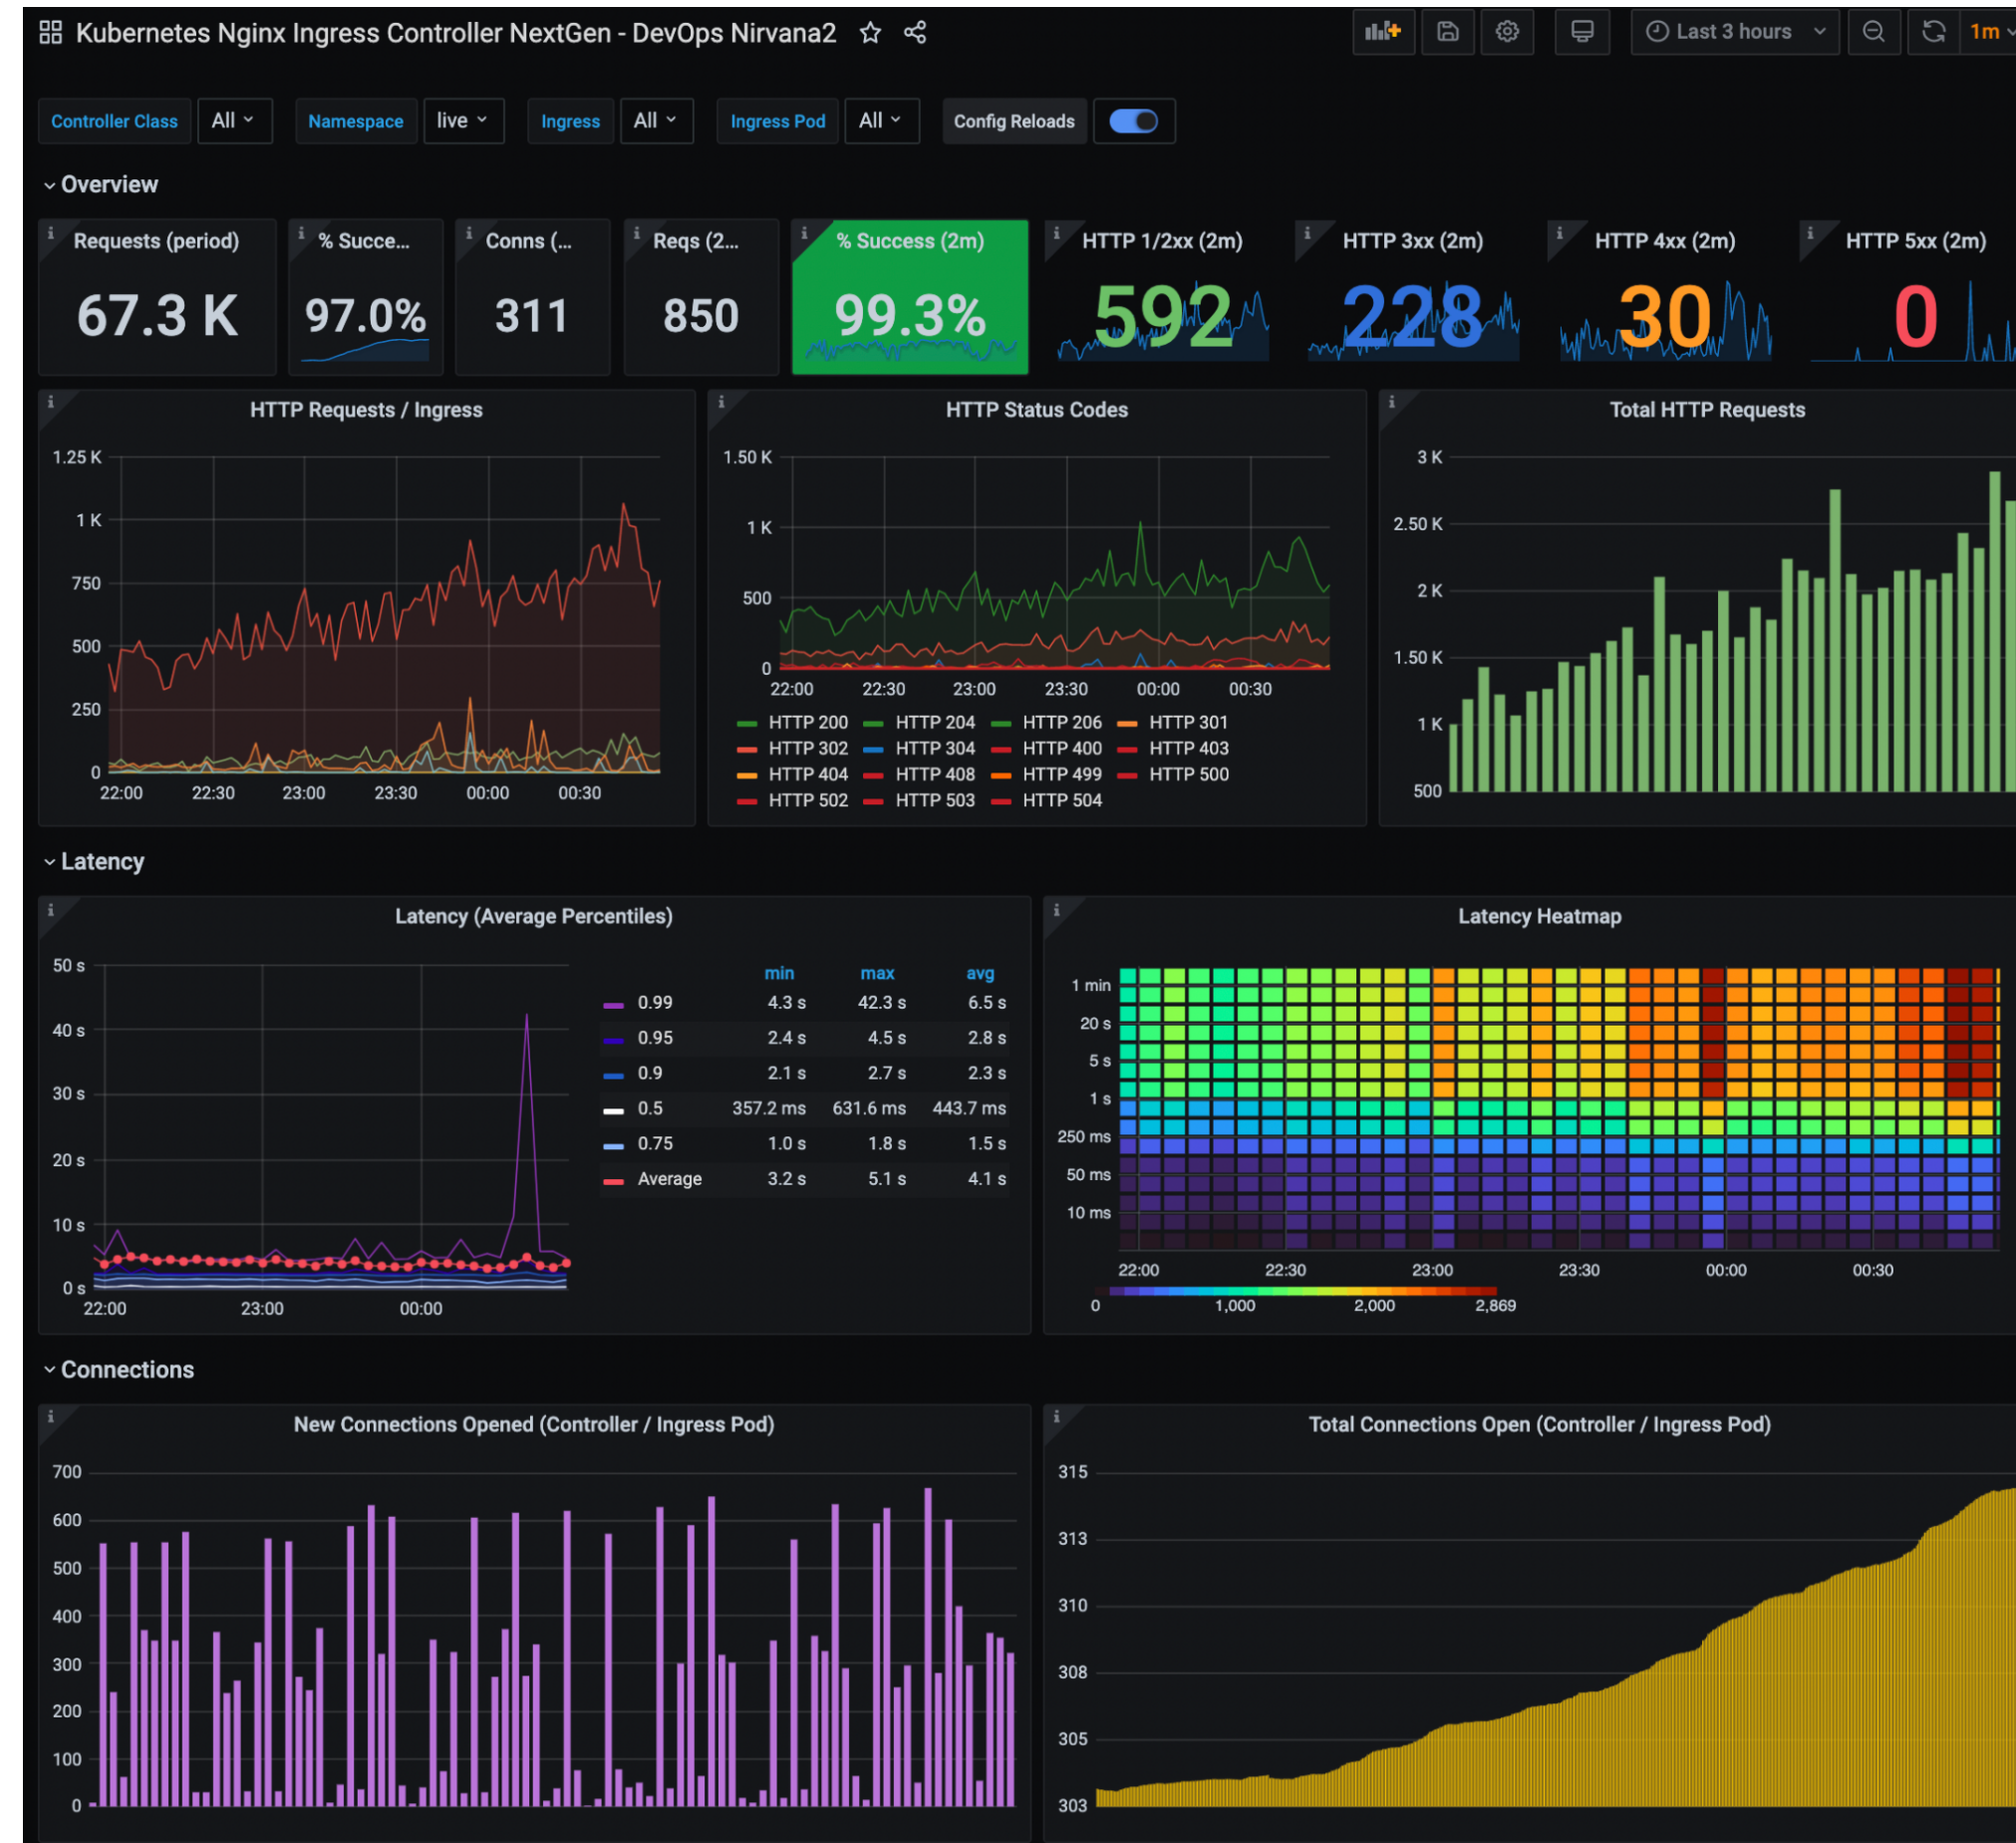 Kubernetes Nginx Ingress Controller NextGen - DevOps Nirvana2
Last 3 hours
1m
Controller Class All Namespace live Ingress All Ingress Pod All Config Reloads
Overview
Requests (period)
67.3 K
% Succe...
97.0%
Conns (...
311
Reqs (2...
850
% Success (2m)
99.3%
HTTP 1/2xx (2m)
592
HTTP 3xx (2m)
228
HTTP 4xx (2m)
30
HTTP 5xx (2m)
0
HTTP Requests / Ingress
1.25 K
1 K
750
500
250
0
22:00 22:30 23:00 23:30 00:00 00:30
HTTP Status Codes
1.50 K
1 K
500
0
22:00 22:30 23:00 23:30 00:00 00:30
HTTP 200 HTTP 204 HTTP 206 HTTP 301
HTTP 302 HTTP 304 HTTP 400 HTTP 403
HTTP 404 HTTP 408 HTTP 499 HTTP 500
HTTP 502 HTTP 503 HTTP 504
Total HTTP Requests
3 K
2.50 K
2 K
1.50 K
1 K
500
Latency
Latency (Average Percentiles)
50 s
40 s
30 s
20 s
10 s
0 s
22:00 23:00 00:00
min max avg
0.99 4.3 s 42.3 s 6.5 s
0.95 2.4 s 4.5 s 2.8 s
0.9 2.1 s 2.7 s 2.3 s
0.5 357.2 ms 631.6 ms 443.7 ms
0.75 1.0 s 1.8 s 1.5 s
Average 3.2 s 5.1 s 4.1 s
Latency Heatmap
1 min
20 s
5 s
1 s
250 ms
50 ms
10 ms
22:00 22:30 23:00 23:30 00:00 00:30
0 1,000 2,000 2,869
Connections
New Connections Opened (Controller / Ingress Pod)
700
600
500
400
300
200
100
0
Total Connections Open (Controller / Ingress Pod)
315
313
310
308
305
303